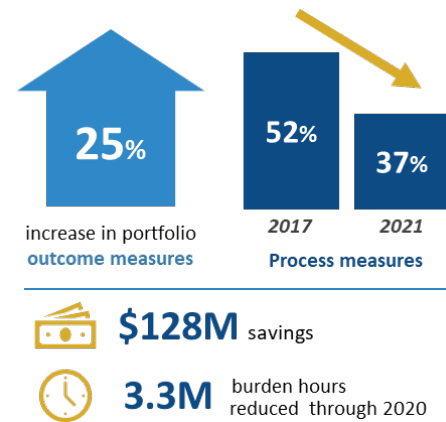 25%
increase in portfolio
outcome measures
52%
37%
2017
2021
Process measures
$128M savings
3.3M burden hours
reduced through 2020